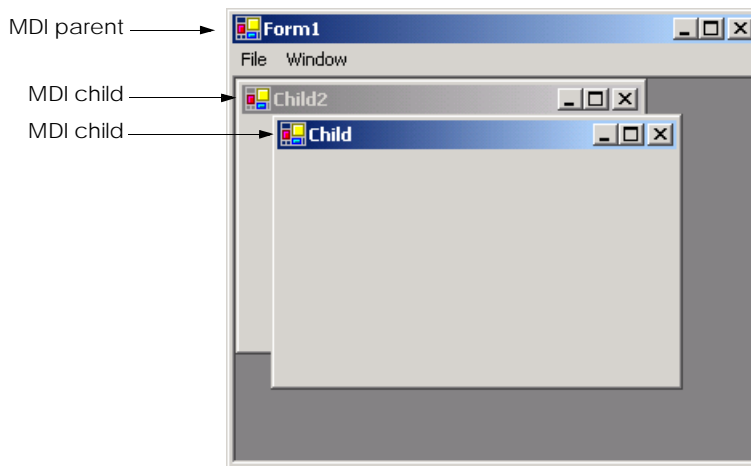 MDI parent
Form1
File Window
MDI child
Child2
MDI child
Child